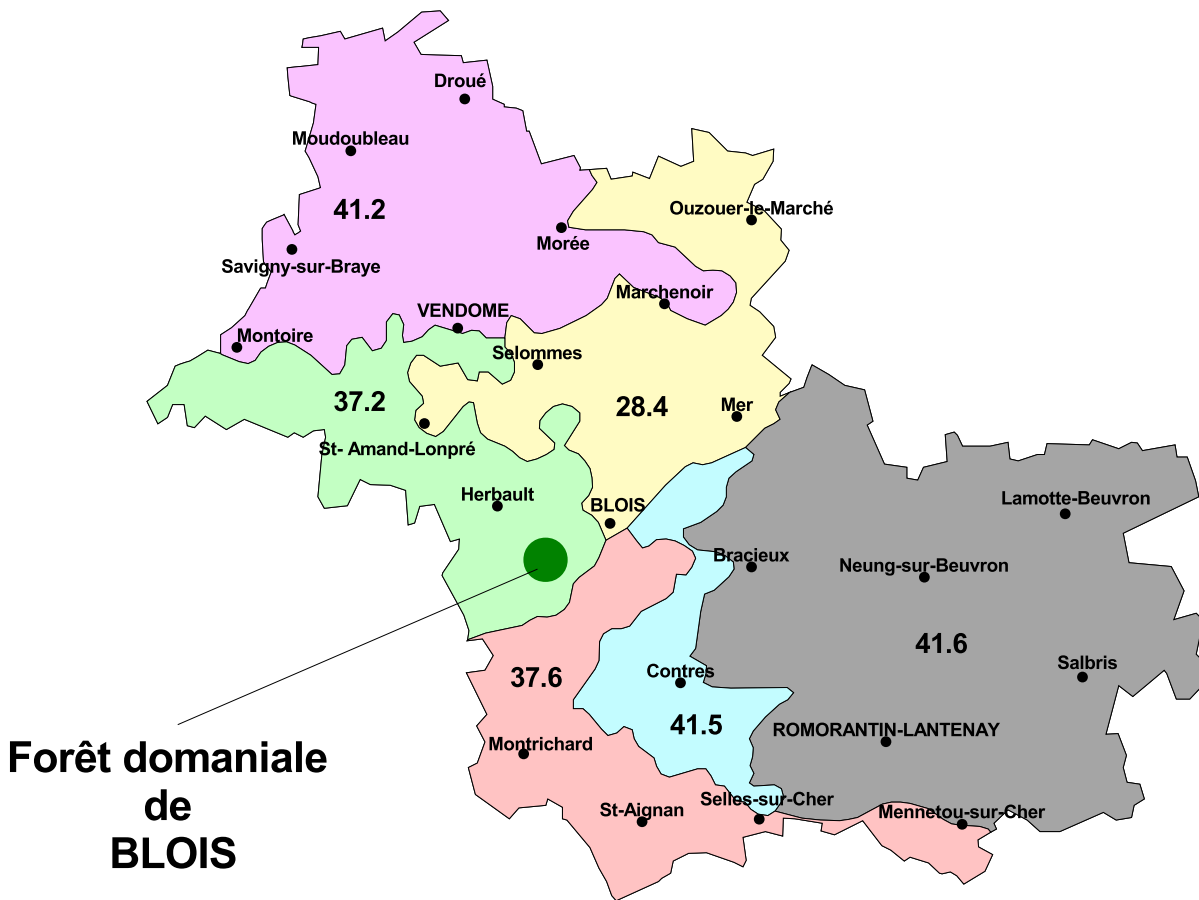 Droué
Moudoubleau
41.2
Ouzouer-le-Marché
Morée
Savigny-sur-Braye
Marchenoir
VENDOME
Montoire
Selommes
37.2
28.4
Mer
St- Amand-Lonpré
Herbault
BLOIS
Lamotte-Beuvron
Bracieux
Neung-sur-Beuvron
41.6
Contres
37.6
Salbris
41.5
ROMORANTIN-LANTENAY
Montrichard
Forêt domaniale
de
BLOIS
St-Aignan
Selles-sur-Cher
Mennetou-sur-Cher